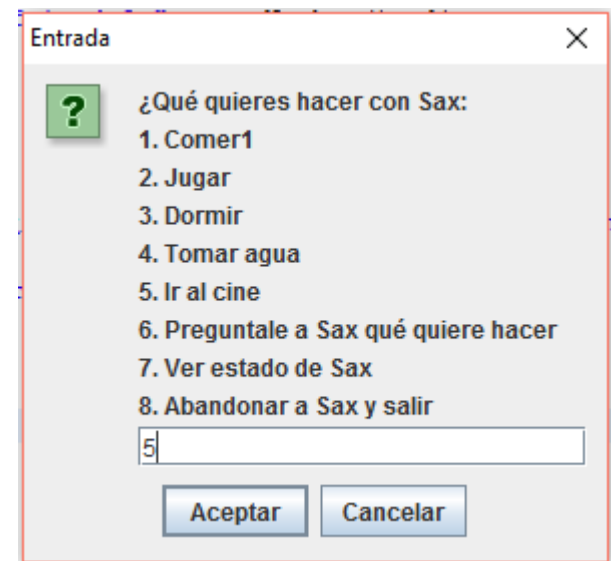 Entrada
¿Qué quieres hacer con Sax:
1. Comer1
2. Jugar
3. Dormir
4. Tomar agua
5. Ir al cine
6. Preguntale a Sax qué quiere hacer
7. Ver estado de Sax
8. Abandonar a Sax y salir
5
Aceptar Cancelar